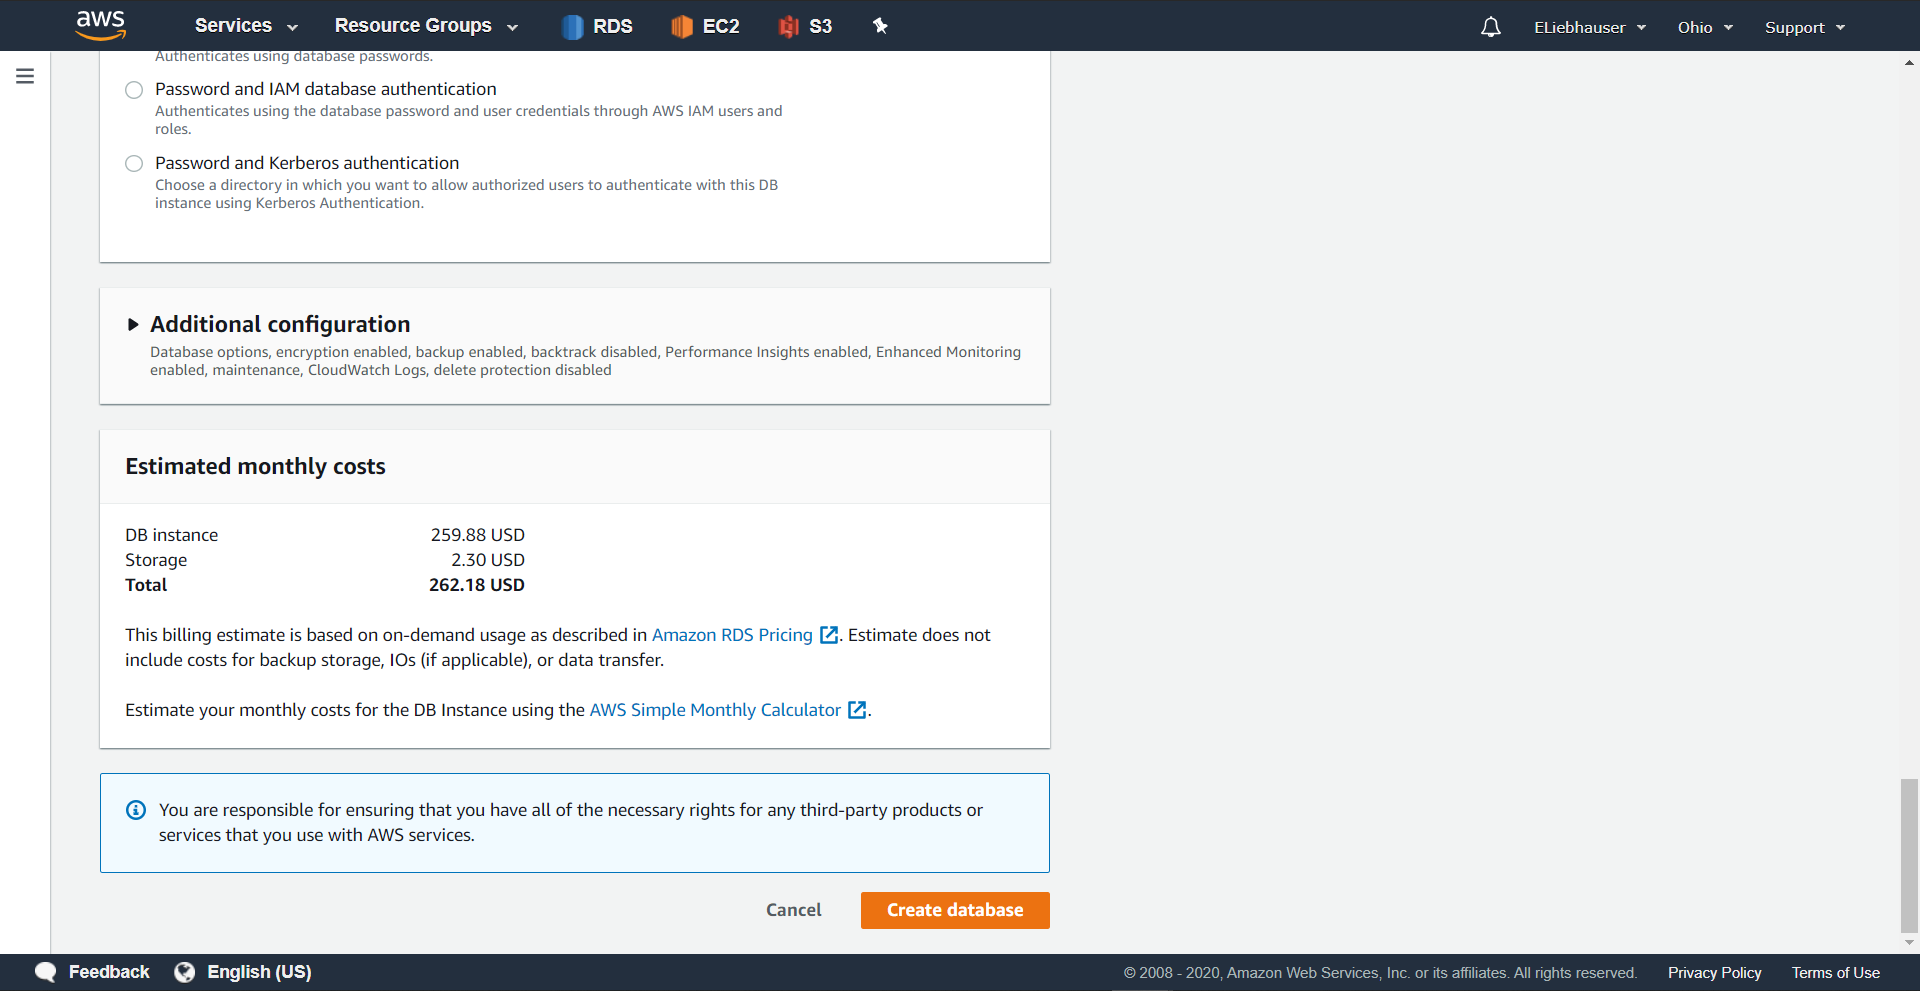 aws Services Resource Groups RDS EC2 S3 ELiebhauser Ohio Support
Authenticates using database passwords.
Password and IAM database authentication
Authenticates using the database password and user credentials through AWS IAM users and
roles.
Password and Kerberos authentication
Choose a directory in which you want to allow authorized users to authenticate with this DB
instance using Kerberos Authentication.
Additional configuration
Database options, encryption enabled, backup enabled, backtrack disabled, Performance Insights enabled, Enhanced Monitoring
enabled, maintenance, CloudWatch Logs, delete protection disabled
Estimated monthly costs
DB instance 259.88 USD
Storage 2.30 USD
Total 262.18 USD
This billing estimate is based on on-demand usage as described in Amazon RDS Pricing. Estimate does not
include costs for backup storage, IOs (if applicable), or data transfer.
Estimate your monthly costs for the DB Instance using the AWS Simple Monthly Calculator.
You are responsible for ensuring that you have all of the necessary rights for any third-party products or
services that you use with AWS services.
Cancel Create database
Feedback English (US) © 2008 - 2020, Amazon Web Services, Inc. or its affiliates. All rights reserved. Privacy Policy Terms of Use